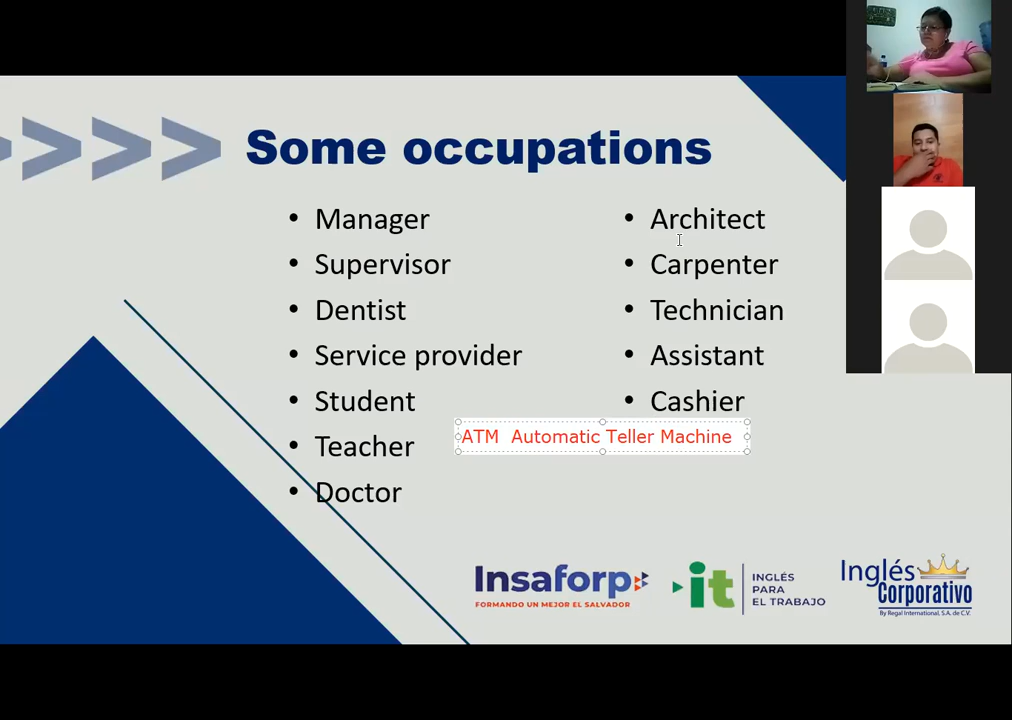 Some occupations
• Manager
• Supervisor
• Dentist
• Service provider
• Student
• Teacher
• Doctor
• Architect
• Carpenter
• Technician
• Assistant
• Cashier
ATM Automatic Teller Machine
Insaforp
FORMANDO UN MEJOR EL SALVADOR
it
INGLÉS
PARA
EL TRABAJO
Inglés
Corporativo
By Regal International, S.A. de C.V.